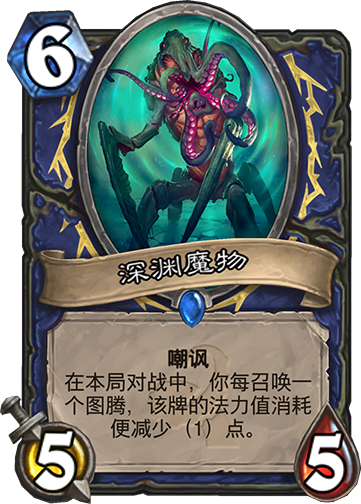 6
深渊魔物
嘲讽
在本局对战中，你每召唤一
个图腾，该牌的法力值消耗
便减少（1）点。
5
5